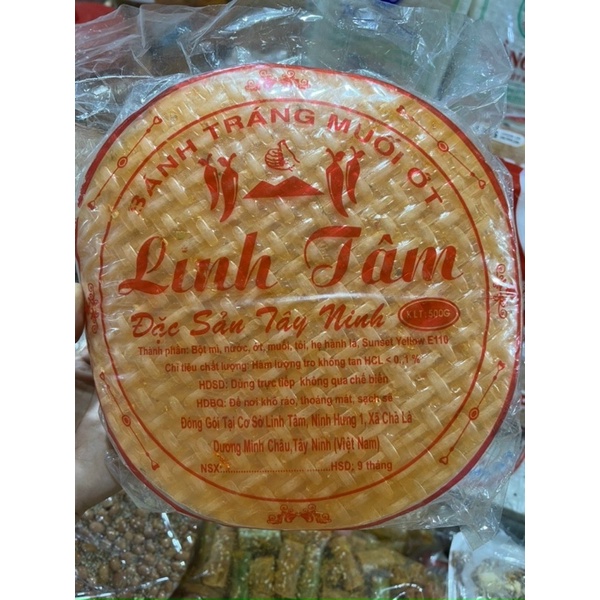 BÁNH TRÁNG MUỐI ỚT
Linh Tâm
Đặc Sản Tây Ninh
KLT: 500G
Thành phần: Bột mì, nước, ớt, muối, tỏi, hẹ hành lá, Sunset Yellow E110
Chỉ tiêu chất lượng: Hàm lượng tro không tan HCL < 0,1 %
HDSD: Dùng trực tiếp không qua chế biến
HDBQ: Để nơi khô ráo, thoáng mát, sạch sẽ
Đóng Gói Tại Cơ Sở Linh Tâm, Ninh Hưng 1, Xã Chà Là
Dương Minh Châu,Tây Ninh (Việt Nam)
NSX:..............................HSD: 9 tháng